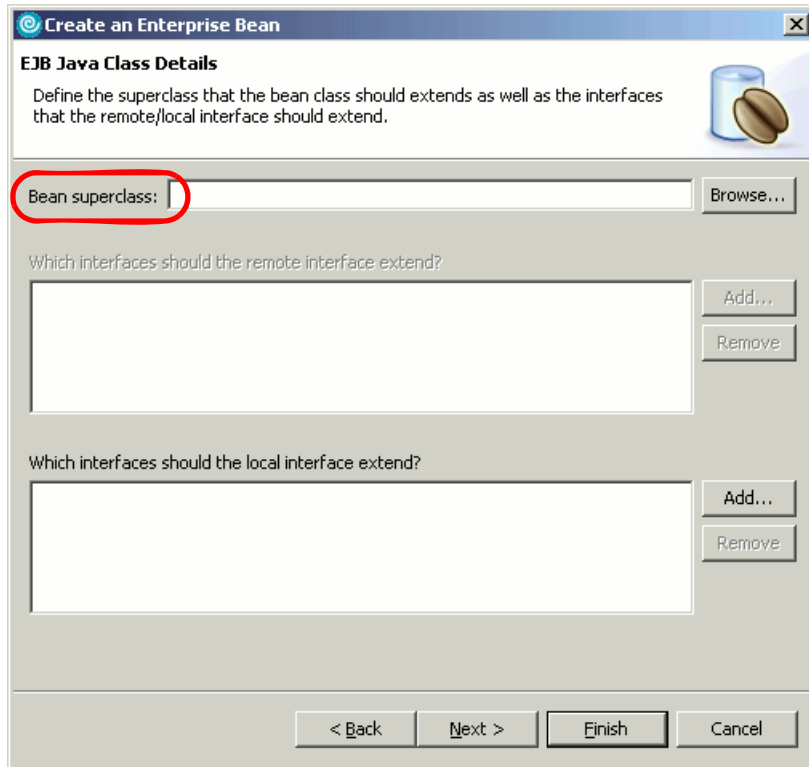 Create an Enterprise Bean
EJB Java Class Details
Define the superclass that the bean class should extends as well as the interfaces
that the remote/local interface should extend.
Bean superclass:
Browse...
Which interfaces should the remote interface extend?
Add...
Remove
Which interfaces should the local interface extend?
Add...
Remove
< Back
Next >
Finish
Cancel